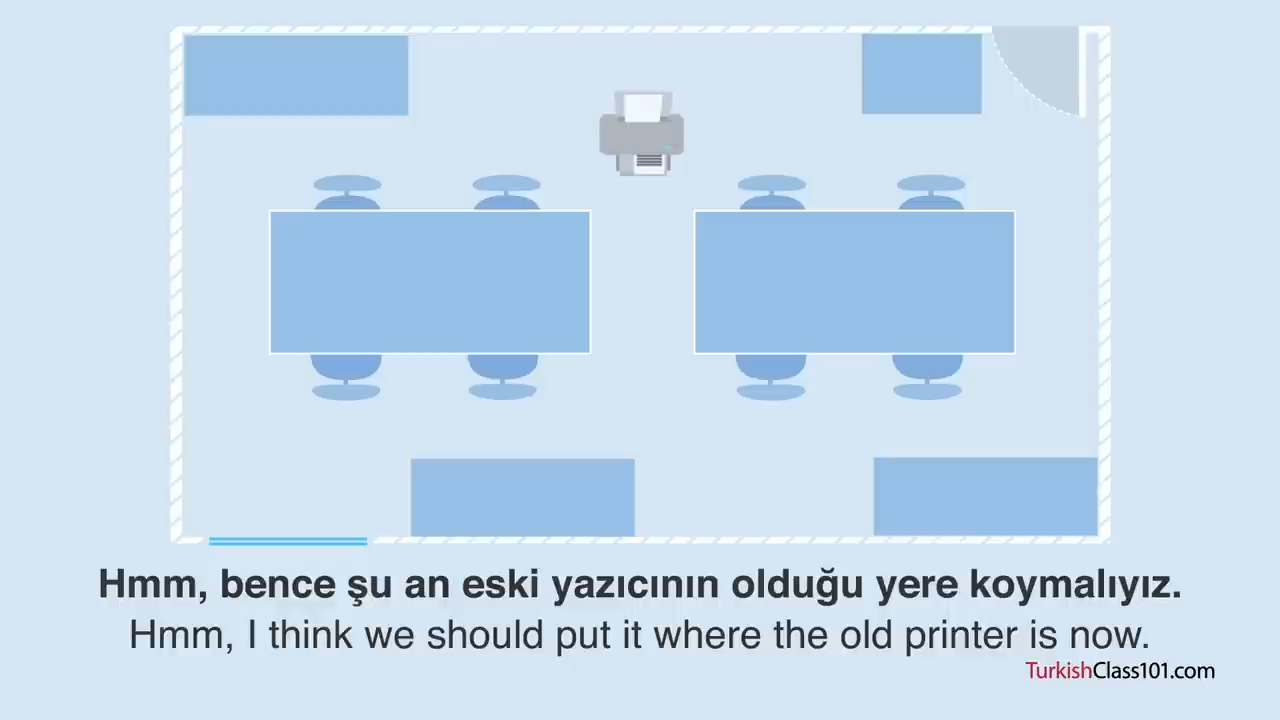 Hmm, bence şu an eski yazıcının olduğu yere koymalıyız.
Hmm, I think we should put it where the old printer is now.
TurkishClass101.com